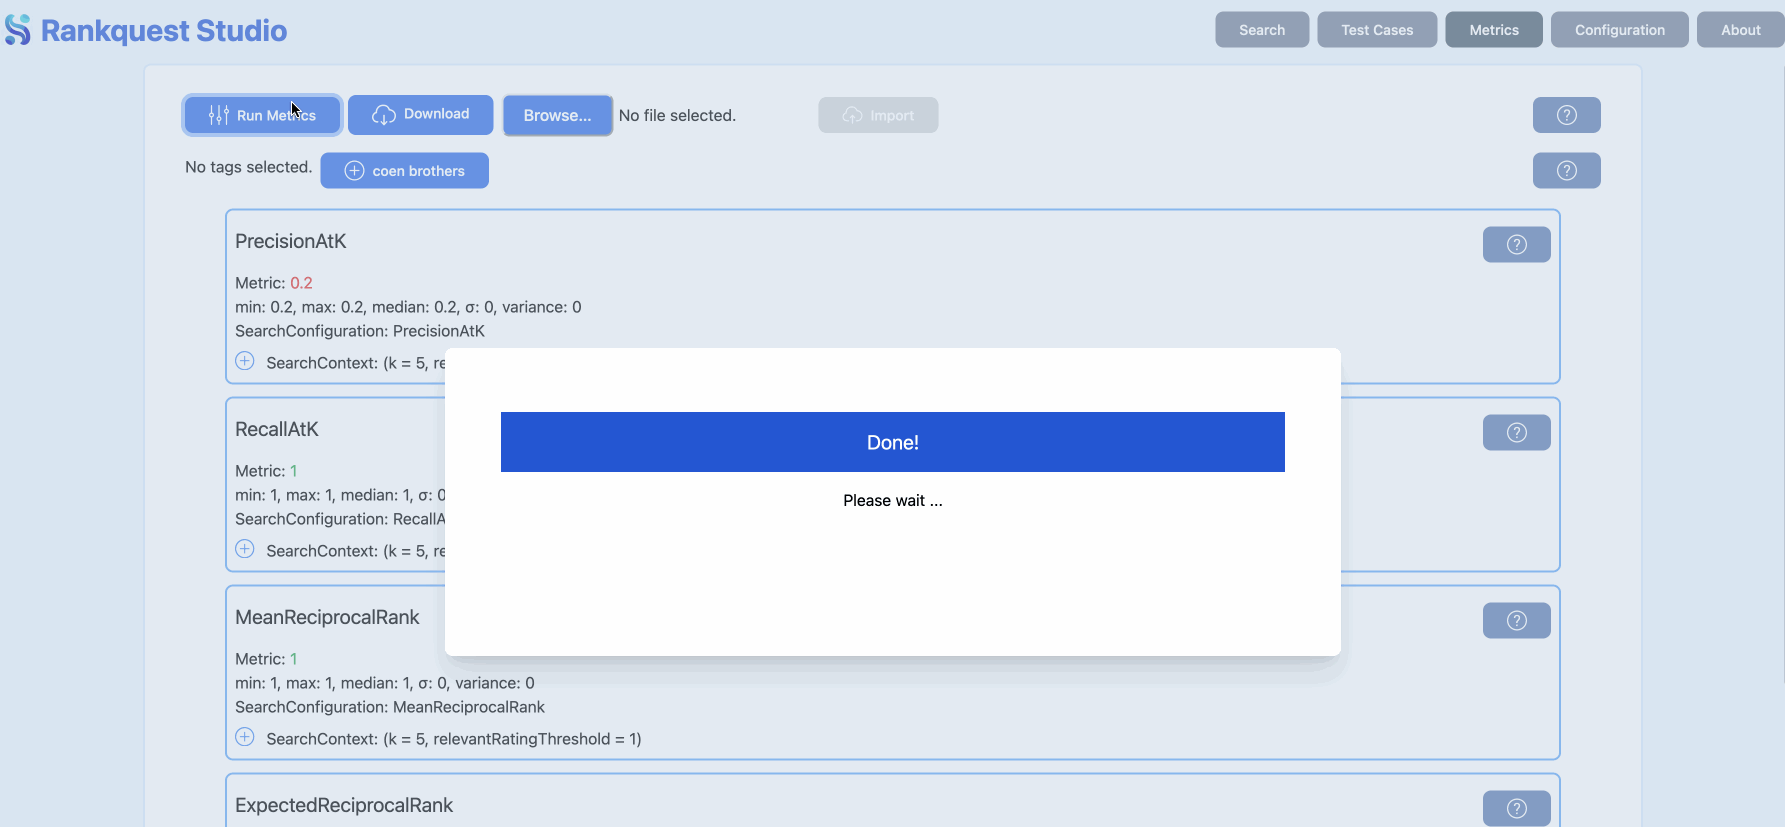 Rankquest Studio
Search Test Cases Metrics Configuration About
Run Metrics Download Browse... No file selected. Import
No tags selected. coen brothers
PrecisionAtK
Metric: 0.2
min: 0.2, max: 0.2, median: 0.2, σ: 0, variance: 0
SearchConfiguration: PrecisionAtK
SearchContext: (k = 5, re
Done!
Please wait ...
RecallAtK
Metric: 1
min: 1, max: 1, median: 1, σ: 0
SearchConfiguration: RecallA
SearchContext: (k = 5, re
MeanReciprocalRank
Metric: 1
min: 1, max: 1, median: 1, σ: 0, variance: 0
SearchConfiguration: MeanReciprocalRank
SearchContext: (k = 5, relevantRatingThreshold = 1)
ExpectedReciprocalRank